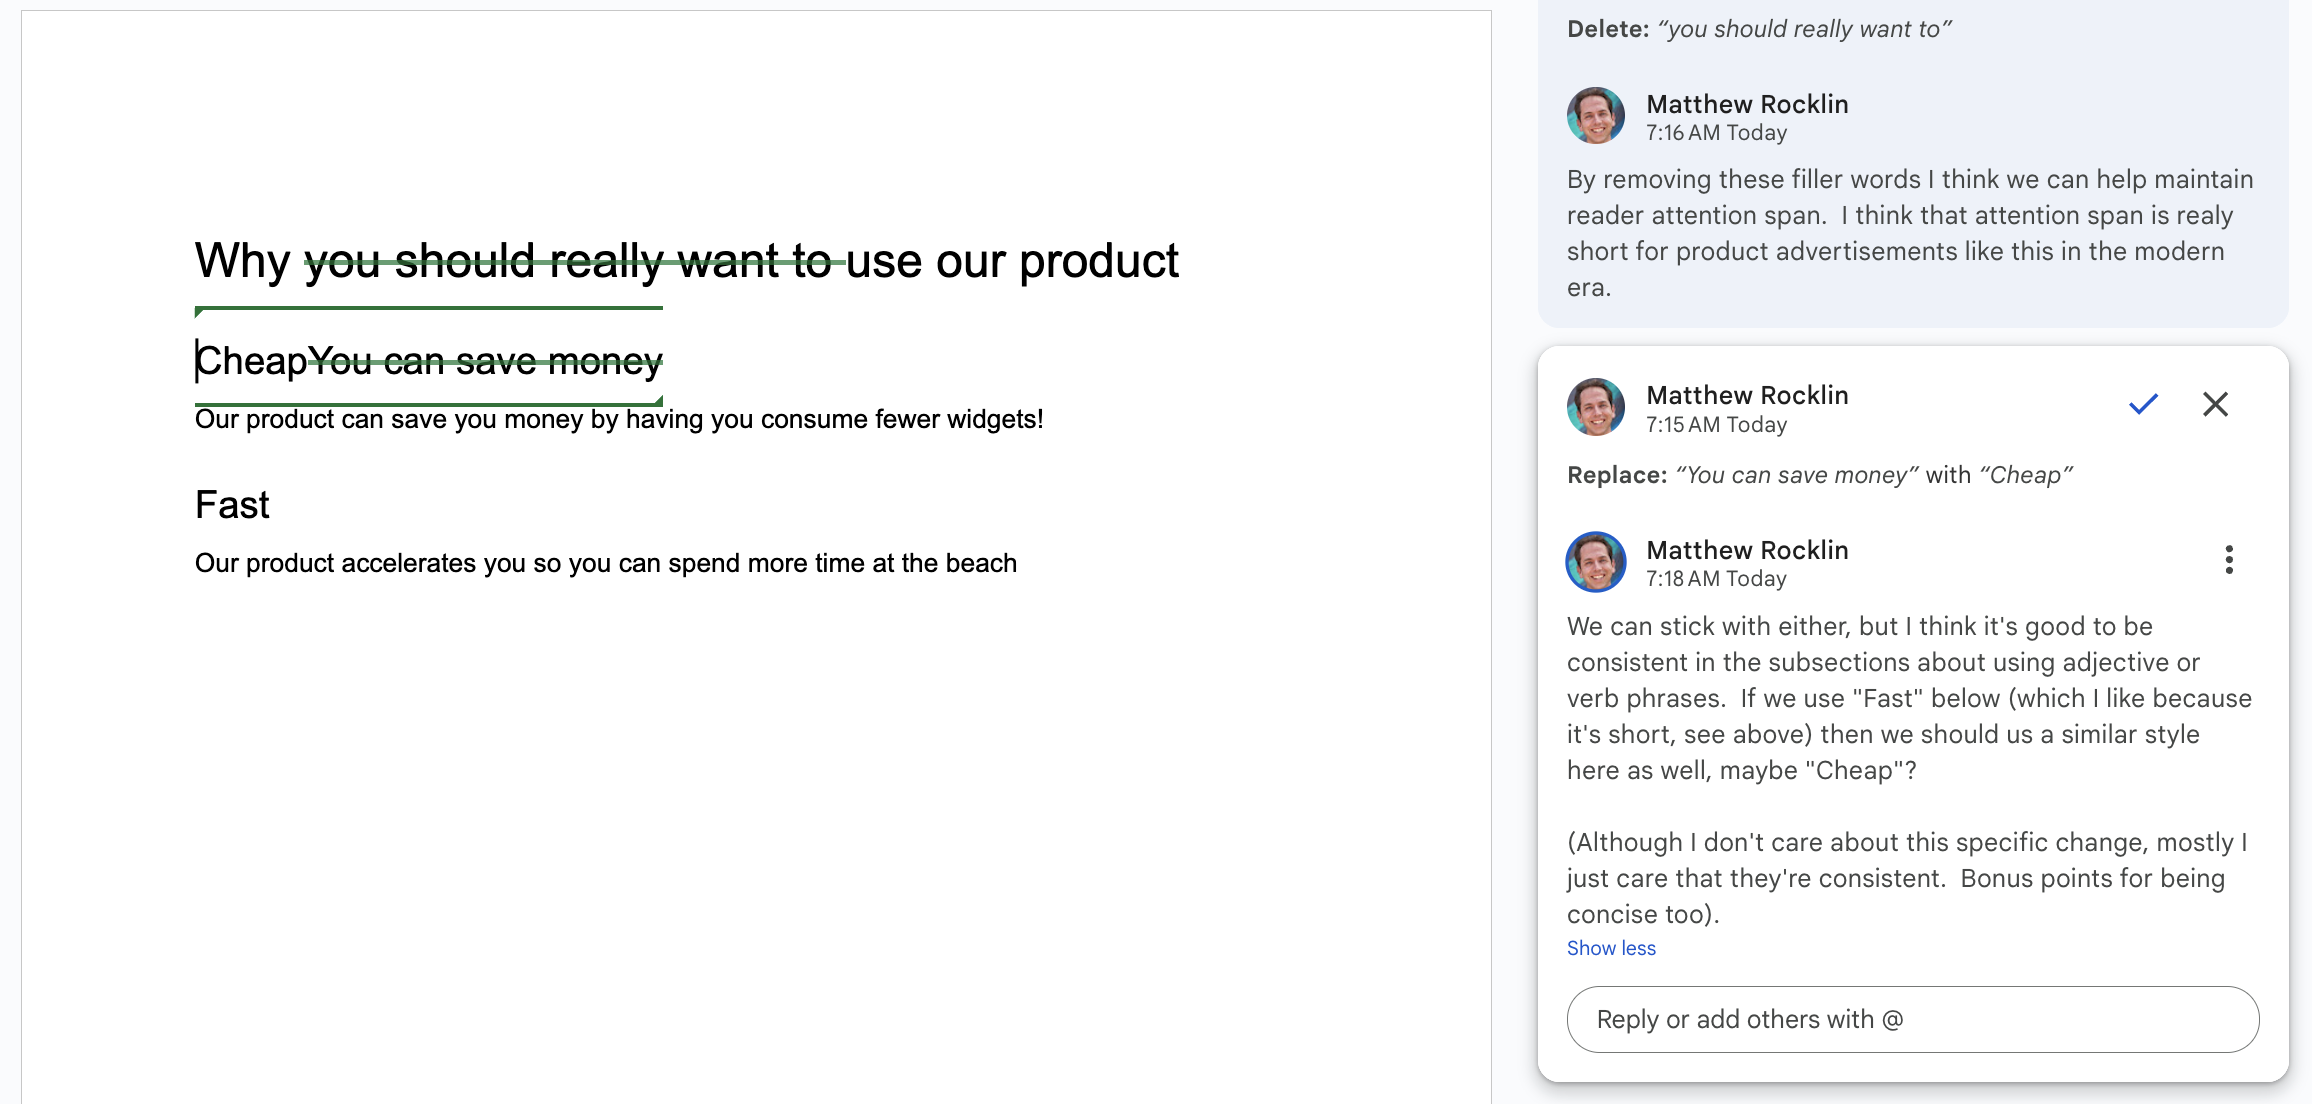 Why you should really want to use our product
CheapYou can save money
Our product can save you money by having you consume fewer widgets!
Fast
Our product accelerates you so you can spend more time at the beach
Delete: “you should really want to”
Matthew Rocklin
7:16 AM Today
By removing these filler words I think we can help maintain
reader attention span.  I think that attention span is realy
short for product advertisements like this in the modern
era.
Matthew Rocklin
7:15 AM Today
Replace: “You can save money” with “Cheap”
Matthew Rocklin
7:18 AM Today
We can stick with either, but I think it's good to be
consistent in the subsections about using adjective or
verb phrases.  If we use "Fast" below (which I like because
it's short, see above) then we should us a similar style
here as well, maybe "Cheap"?
(Although I don't care about this specific change, mostly I
just care that they're consistent.  Bonus points for being
concise too).
Show less
Reply or add others with @